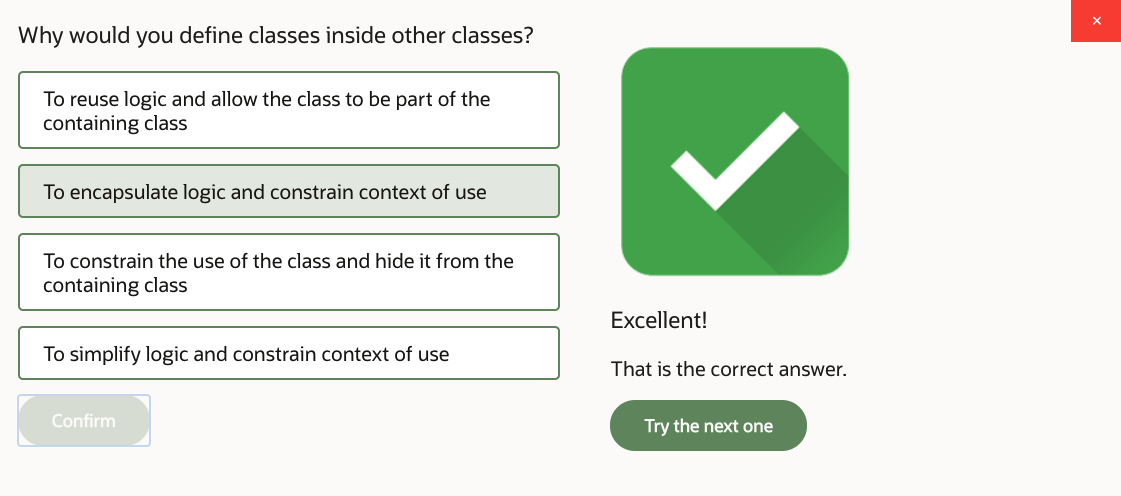 Why would you define classes inside other classes?
×
To reuse logic and allow the class to be part of the
containing class
To encapsulate logic and constrain context of use
To constrain the use of the class and hide it from the
containing class
To simplify logic and constrain context of use
Confirm
Excellent!
That is the correct answer.
Try the next one